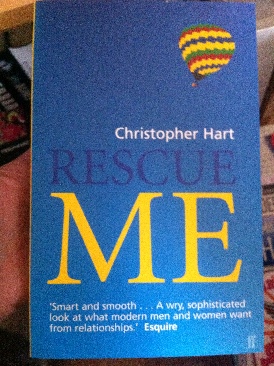 Christopher Hart
RESCUE
ME
'Smart and smooth . . . A wry, sophisticated
look at what modern men and women want
from relationships.' Esquire
ff